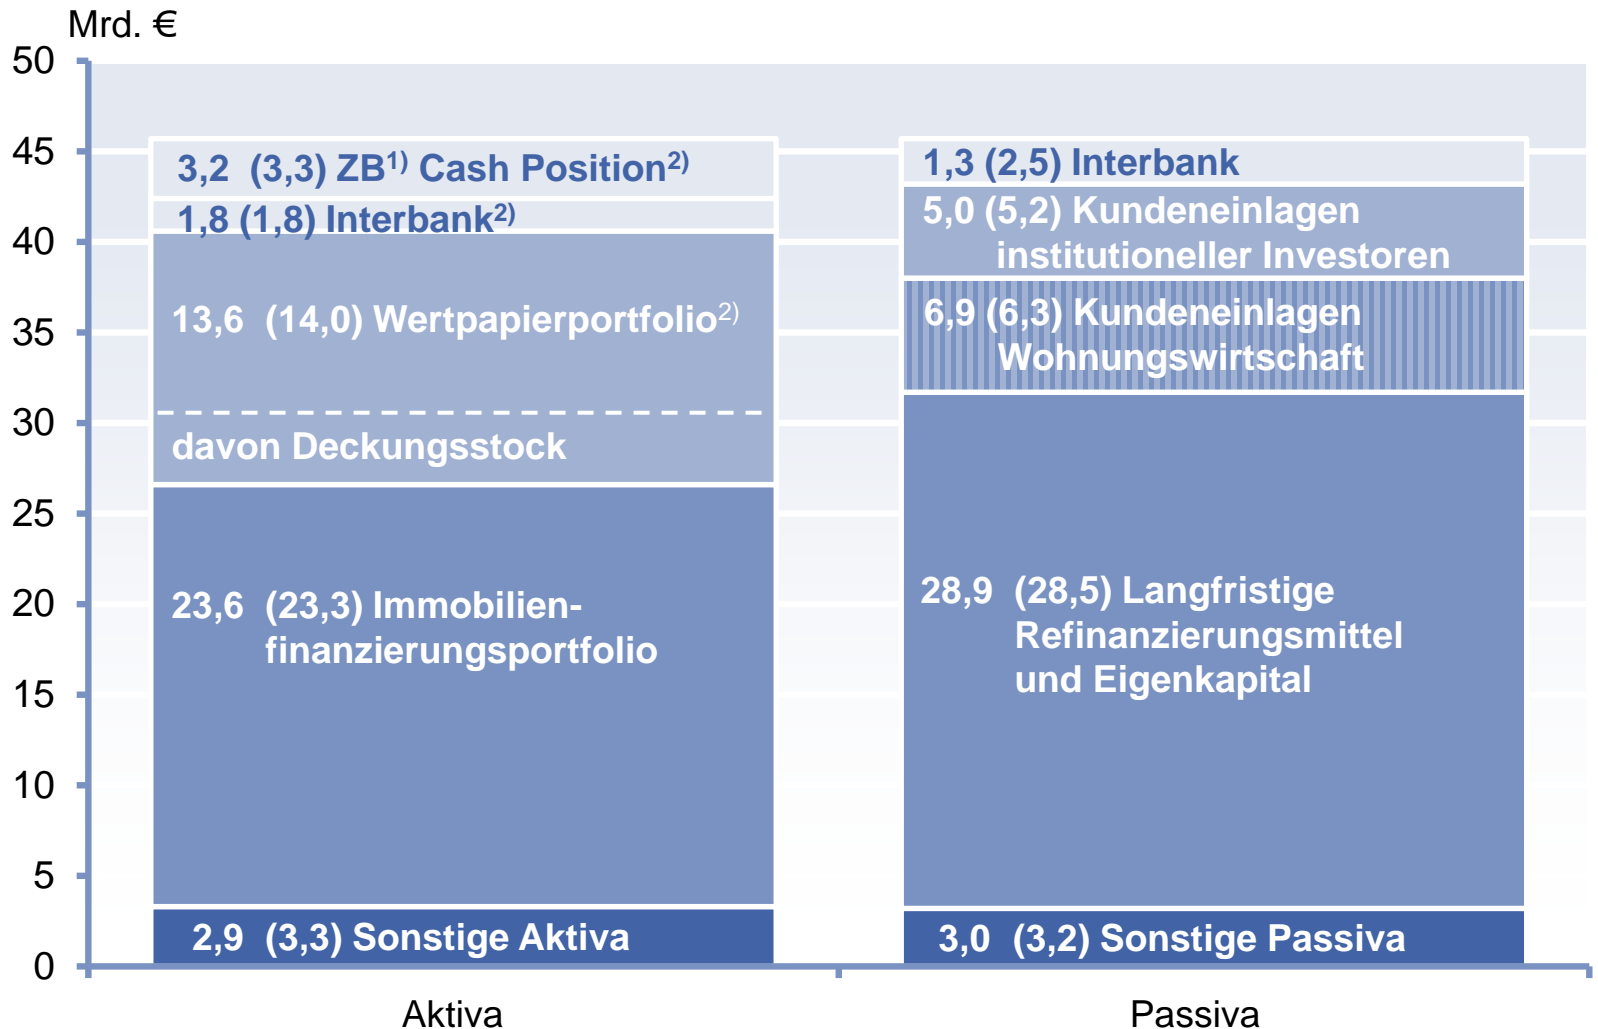 Mrd. €
50
45
40
35
30
25
20
15
10
5
0
3,2 (3,3) ZB1) Cash Position2)
1,8 (1,8) Interbank2)
13,6 (14,0) Wertpapierportfolio2)
davon Deckungsstock
23,6 (23,3) Immobilien-
finanzierungsportfolio
2,9 (3,3) Sonstige Aktiva
1,3 (2,5) Interbank
5,0 (5,2) Kundeneinlagen
institutioneller Investoren
6,9 (6,3) Kundeneinlagen
Wohnungswirtschaft
28,9 (28,5) Langfristige
Refinanzierungsmittel
und Eigenkapital
3,0 (3,2) Sonstige Passiva
Aktiva
Passiva